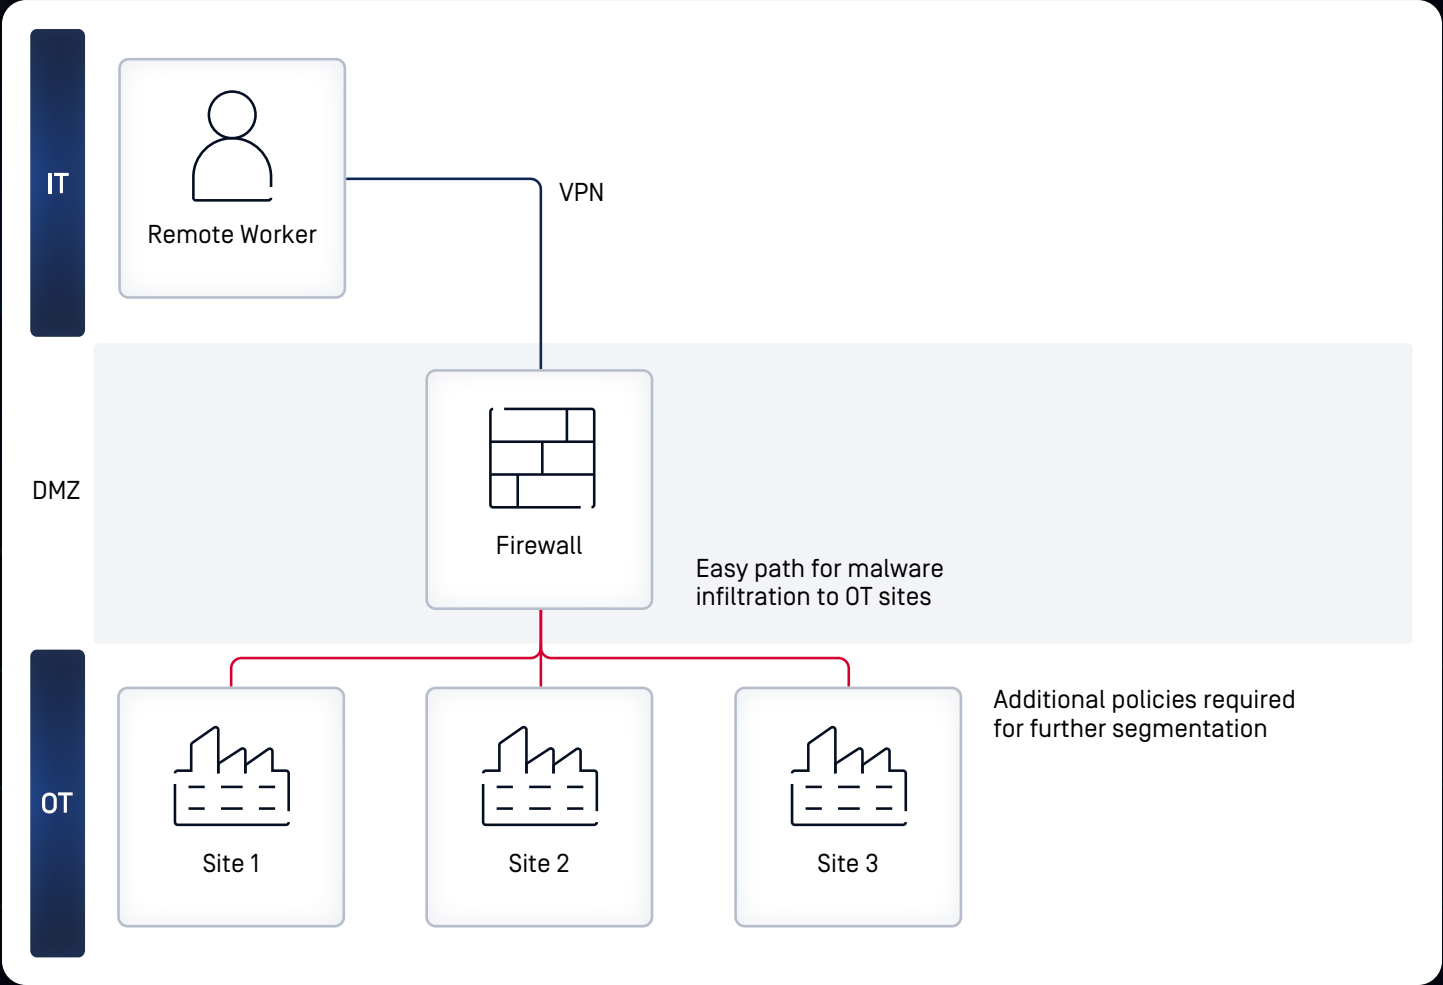 IT
Remote Worker
VPN
DMZ
Firewall
Easy path for malware
infiltration to OT sites
OT
Site 1
Site 2
Site 3
Additional policies required
for further segmentation